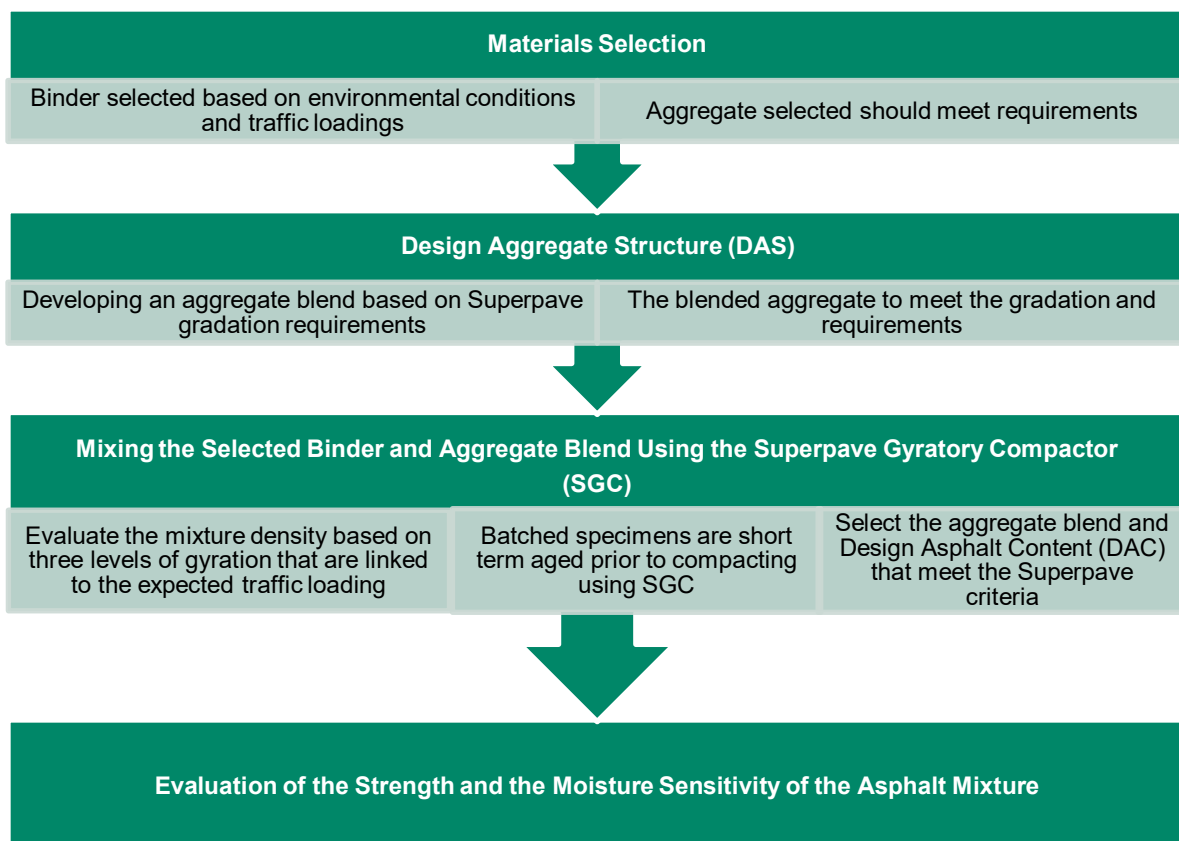 Materials Selection
Binder selected based on environmental conditions
and traffic loadings
Aggregate selected should meet requirements
Design Aggregate Structure (DAS)
Developing an aggregate blend based on Superpave
gradation requirements
The blended aggregate to meet the gradation and
requirements
Mixing the Selected Binder and Aggregate Blend Using the Superpave Gyratory Compactor
(SGC)
Evaluate the mixture density based on
three levels of gyration that are linked
to the expected traffic loading
Batched specimens are short
term aged prior to compacting
using SGC
Select the aggregate blend and
Design Asphalt Content (DAC)
that meet the Superpave
criteria
Evaluation of the Strength and the Moisture Sensitivity of the Asphalt Mixture